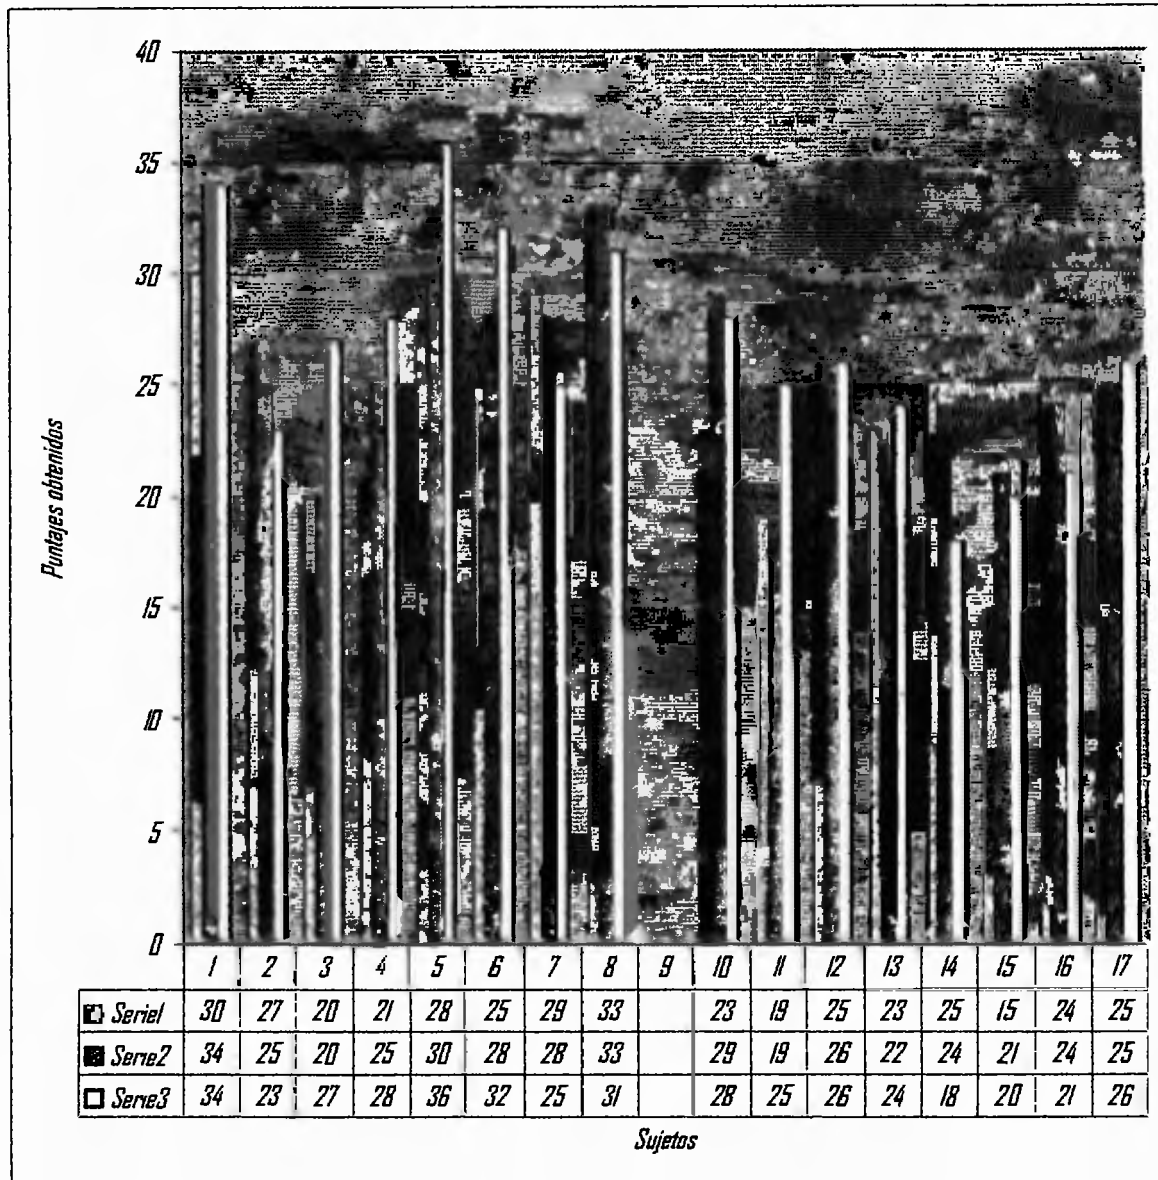 40
35
30
25
20
15
10
5
0
Puntajes obtenidos
1 2 3 4 5 6 7 8 9 10 11 12 13 14 15 16 17
Serie1 30 27 20 21 28 25 29 33 23 19 25 23 25 15 24 25
Serie2 34 25 20 25 30 28 28 33 29 19 26 22 24 21 24 25
Serie3 34 23 27 28 36 32 25 31 28 25 26 24 18 20 21 26
Sujetos